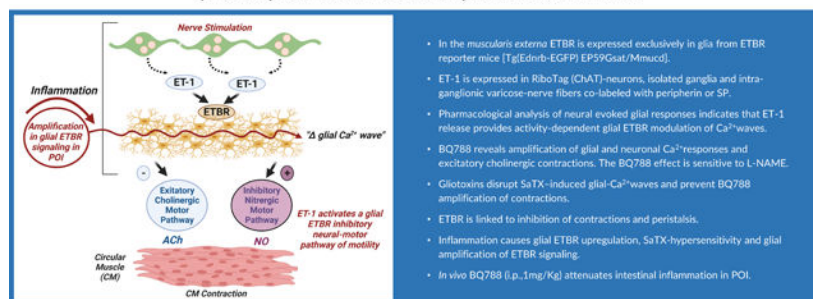 Nerve Stimulation
ET-1
ET-1
ETBR
Inflammation
Amplification
in glial ETBR
signaling in
POI
"Δ glial Ca²⁺ wave"
-
+
Exitatory
Cholinergic
Motor
Pathway
Inhibitory
Nitrergic
Motor
Pathway
ACh
NO
ET-1 activates a glial
ETBR inhibitory
neural-motor
pathway of motility
Circular
Muscle
(CM)
CM Contraction
• In the muscularis externa ETBR is expressed exclusively in glia from ETBR
reporter mice [Tg(Ednrb-EGFP) EP59Gsat/Mmucd].
• ET-1 is expressed in RiboTag (ChAT)-neurons, isolated ganglia and intra-
ganglionic varicose-nerve fibers co-labeled with peripherin or SP.
• Pharmacological analysis of neural evoked glial responses indicates that ET-1
release provides activity-dependent glial ETBR modulation of Ca²⁺waves.
• BQ788 reveals amplification of glial and neuronal Ca²⁺responses and
excitatory cholinergic contractions. The BQ788 effect is sensitive to L-NAME.
• Gliotoxins disrupt SaTX–induced glial-Ca²⁺waves and prevent BQ788
amplification of contractions.
• ETBR is linked to inhibition of contractions and peristalsis.
• Inflammation causes glial ETBR upregulation, SaTX-hypersensitivity and glial
amplification of ETBR signaling.
• In vivo BQ788 (i.p.,1mg/Kg) attenuates intestinal inflammation in POI.